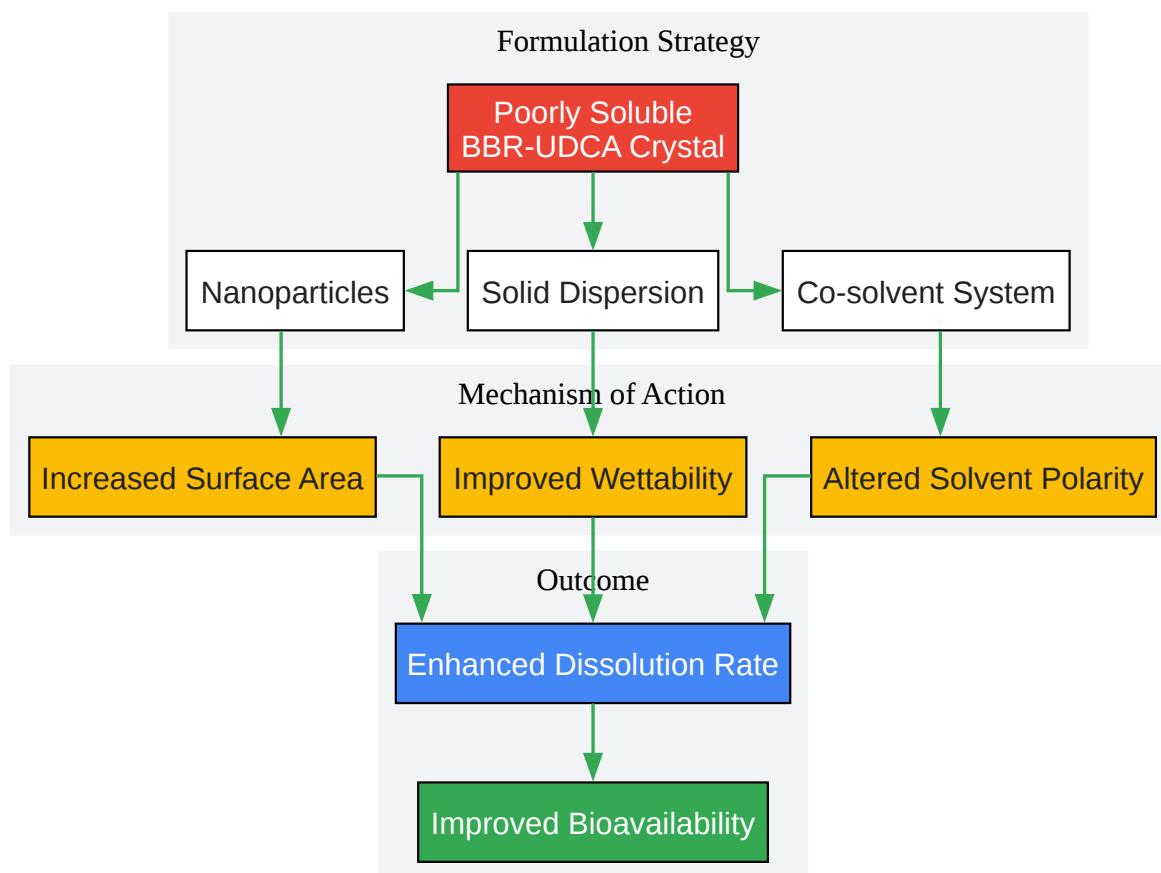 Formulation Strategy
Poorly Soluble
BBR-UDCA Crystal
Nanoparticles
Solid Dispersion
Co-solvent System
Mechanism of Action
Increased Surface Area
Improved Wettability
Altered Solvent Polarity
Outcome
Enhanced Dissolution Rate
Improved Bioavailability